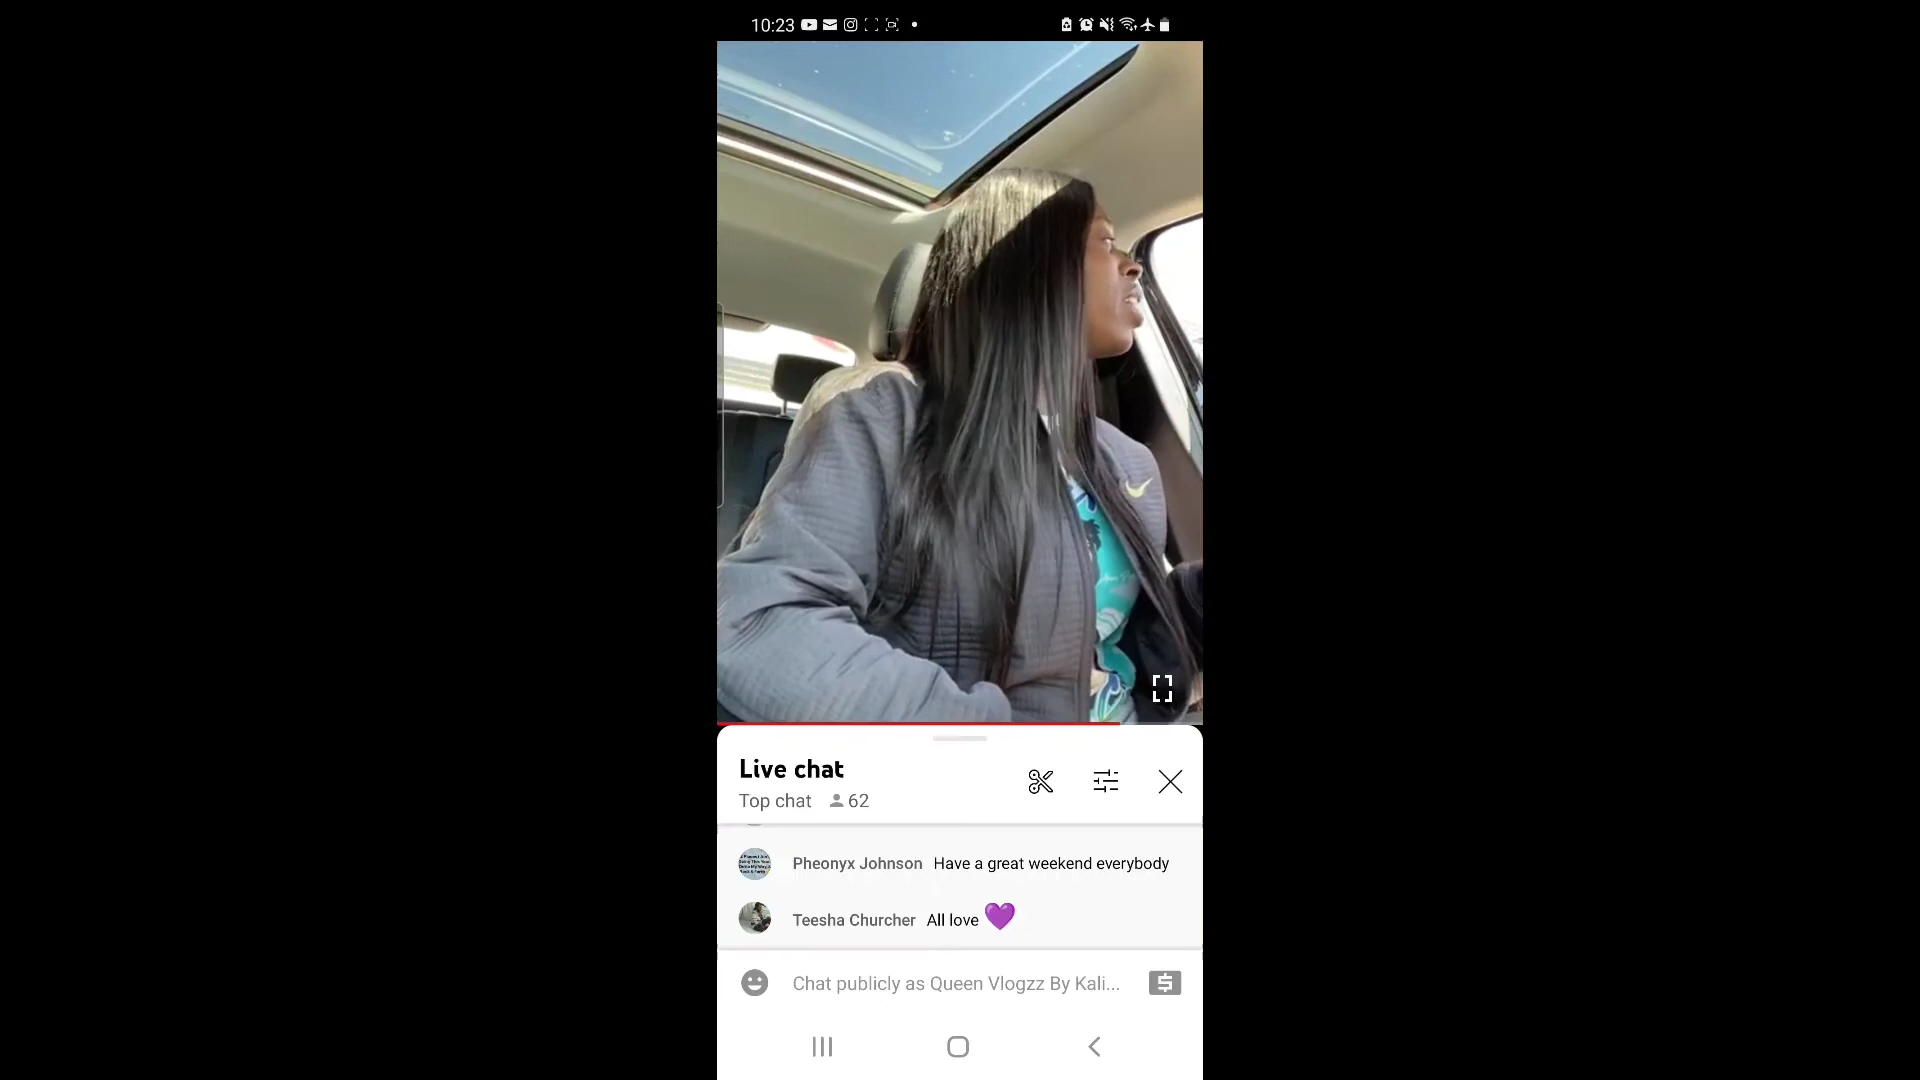 10:23
Live chat
Top chat 62
Pheonyx Johnson Have a great weekend everybody
Teesha Churcher All love 💜
Chat publicly as Queen Vlogzz By Kali...